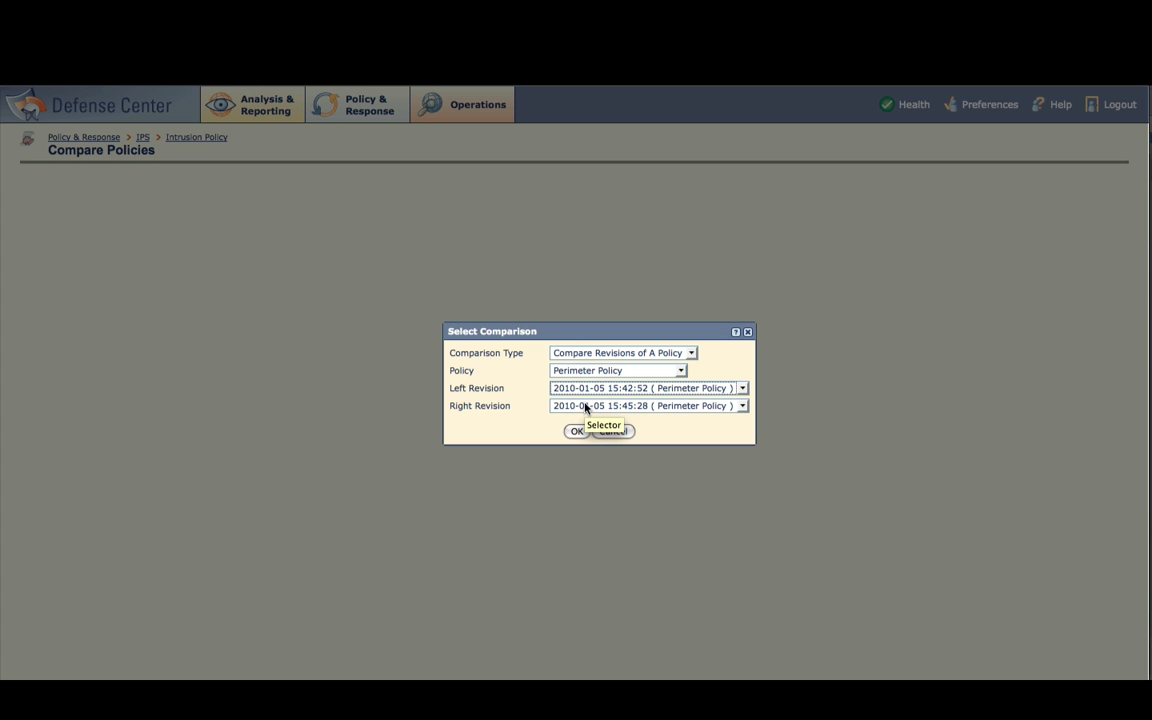 Defense Center
Analysis & Reporting
Policy & Response
Operations
Health
Preferences
Help
Logout
Policy & Response > IPS > Intrusion Policy
Compare Policies
Select Comparison
Comparison Type Compare Revisions of A Policy
Policy Perimeter Policy
Left Revision 2010-01-05 15:42:52 ( Perimeter Policy )
Right Revision 2010-01-05 15:45:28 ( Perimeter Policy )
OK
Selector